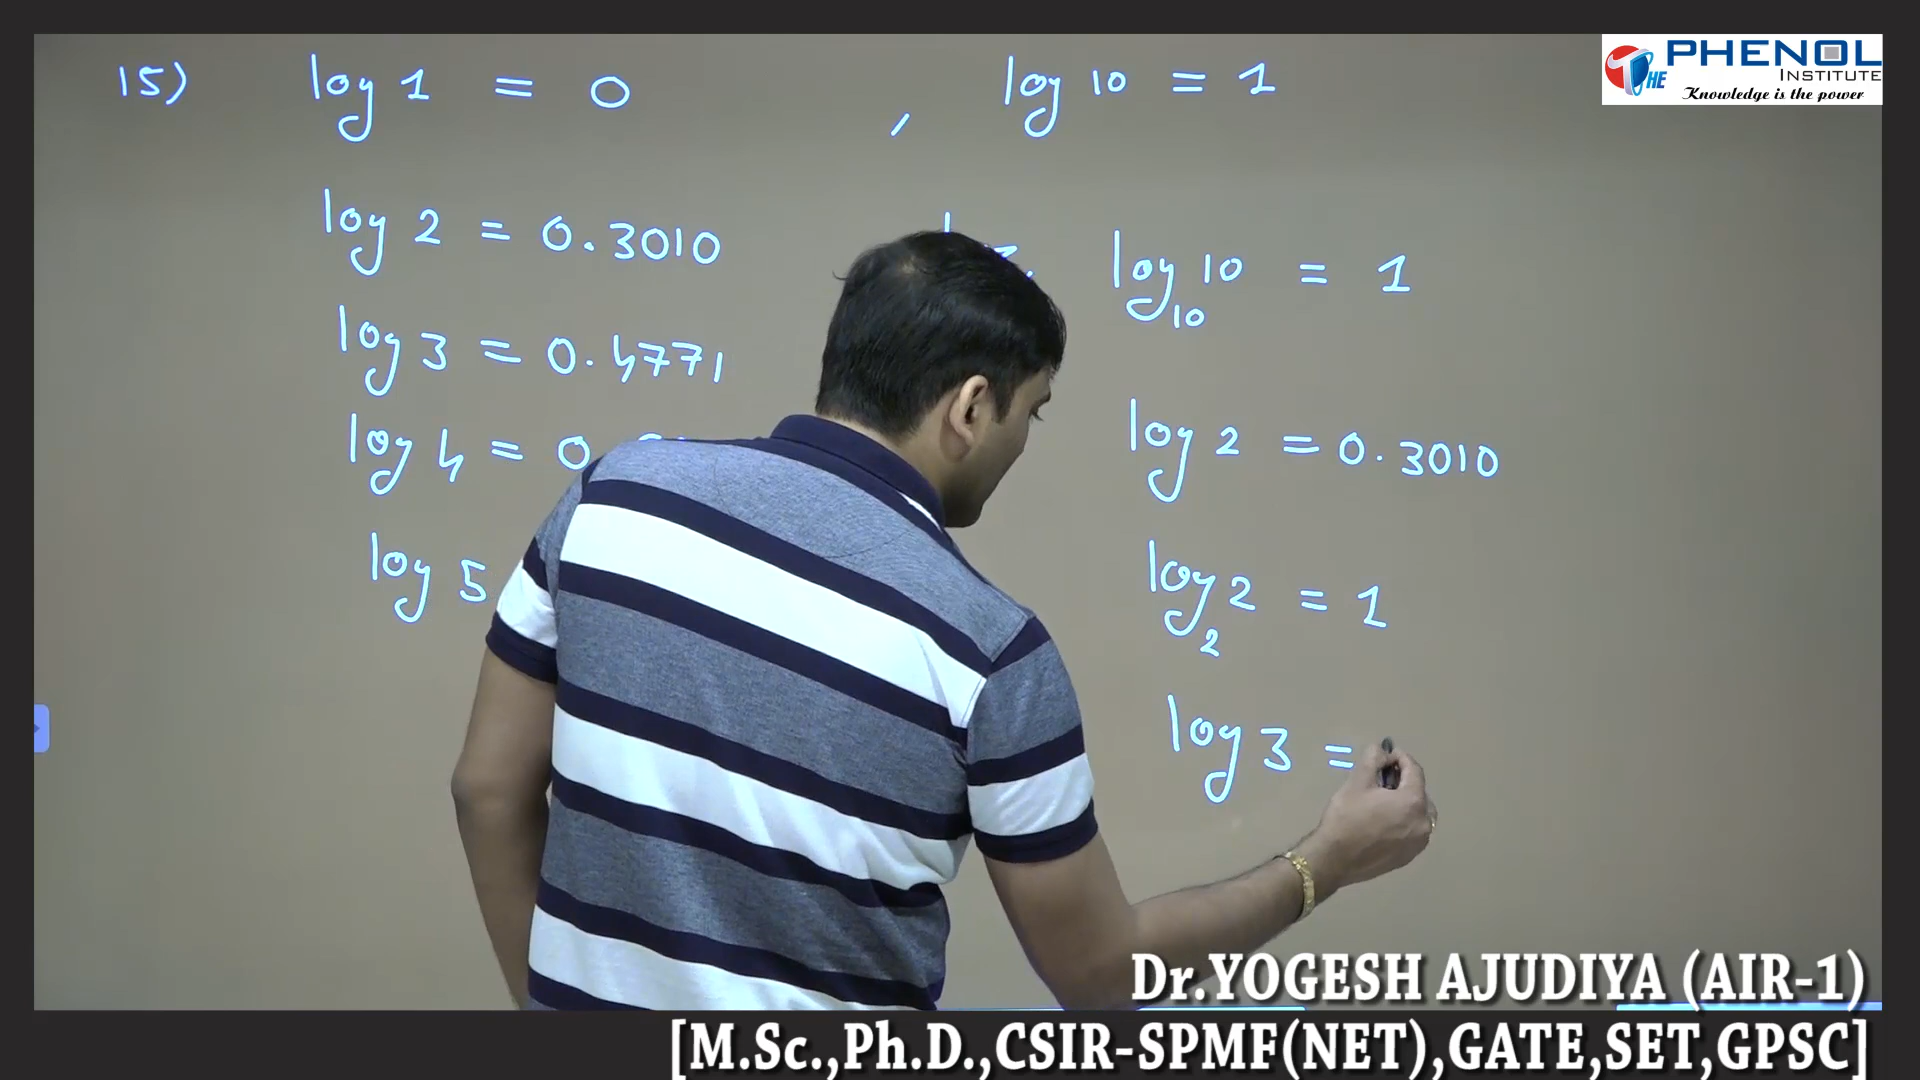 15) log 1 = 0 , log 10 = 1
log 2 = 0.3010
log 3 = 0.4771
log 4 = 0
log 5
log₁₀ 10 = 1
log 2 = 0.3010
log₂ 2 = 1
log 3 =
THE PHENOL
INSTITUTE
Knowledge is the power
Dr.YOGESH AJUDIYA (AIR-1)
[M.Sc.,Ph.D.,CSIR-SPMF(NET),GATE,SET,GPSC]